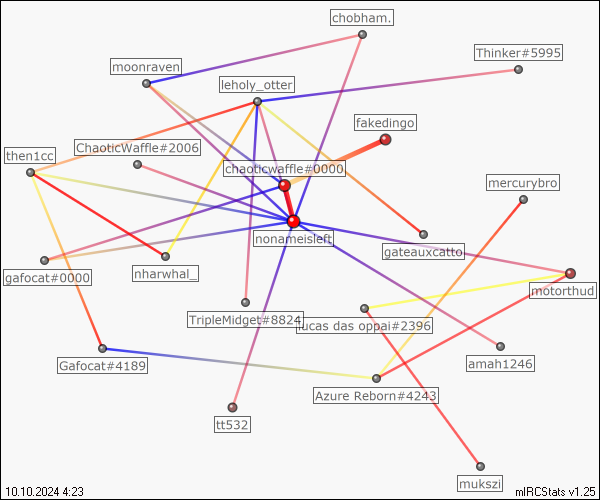 chobham.
Thinker#5995
moonraven
leholy_otter
fakedingo
ChaoticWaffle#2006
then1cc
chaoticwaffle#0000
mercurybro
nonameisleft
gateauxcatto
gafocat#0000
nharwhal_
motorthud
TripleMidget#8824
lucas das oppai#2396
Gafocat#4189
amah1246
Azure Reborn#4243
tt532
mukszi
10.10.2024 4:23
mIRCStats v1.25